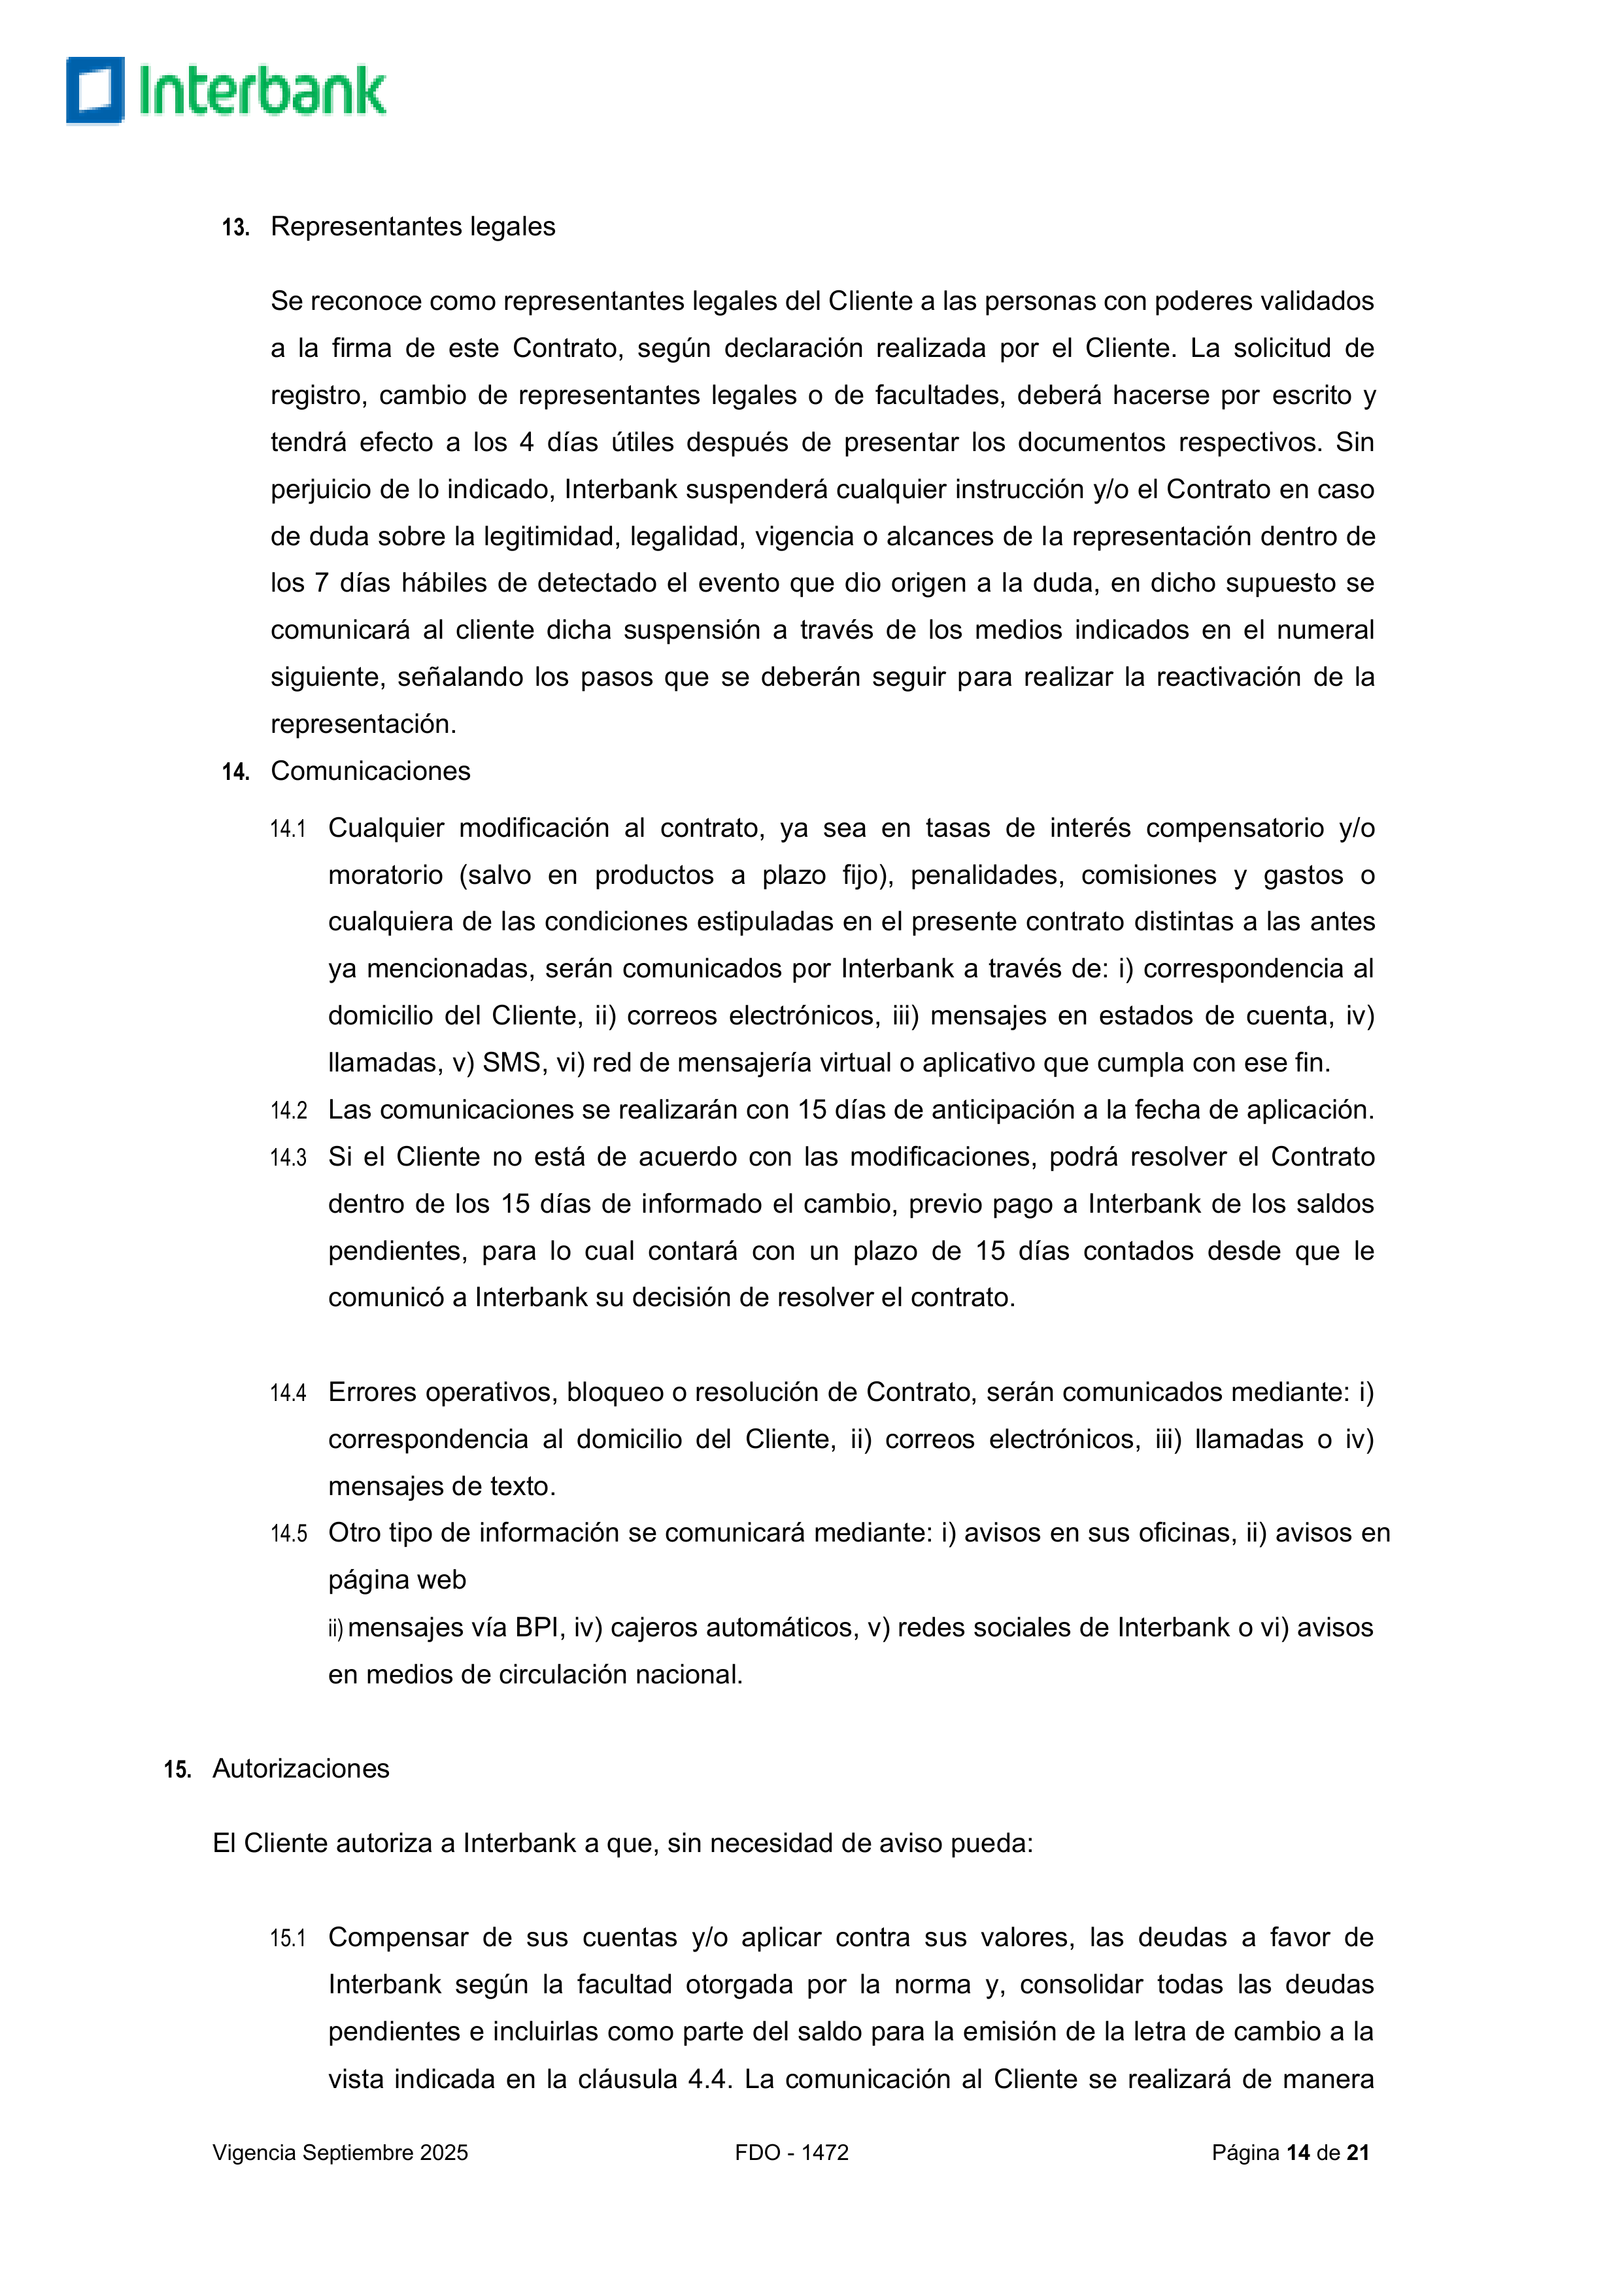 Interbank
13. Representantes legales
Se reconoce como representantes legales del Cliente a las personas con poderes validados
a la firma de este Contrato, según declaración realizada por el Cliente. La solicitud de
registro, cambio de representantes legales o de facultades, deberá hacerse por escrito y
tendrá efecto a los 4 días útiles después de presentar los documentos respectivos. Sin
perjuicio de lo indicado, Interbank suspenderá cualquier instrucción y/o el Contrato en caso
de duda sobre la legitimidad, legalidad, vigencia o alcances de la representación dentro de
los 7 días hábiles de detectado el evento que dio origen a la duda, en dicho supuesto se
comunicará al cliente dicha suspensión a través de los medios indicados en el numeral
siguiente, señalando los pasos que se deberán seguir para realizar la reactivación de la
representación.
14. Comunicaciones
14.1 Cualquier modificación al contrato, ya sea en tasas de interés compensatorio y/o
moratorio (salvo en productos a plazo fijo), penalidades, comisiones y gastos o
cualquiera de las condiciones estipuladas en el presente contrato distintas a las antes
ya mencionadas, serán comunicados por Interbank a través de: i) correspondencia al
domicilio del Cliente, ii) correos electrónicos, iii) mensajes en estados de cuenta, iv)
llamadas, v) SMS, vi) red de mensajería virtual o aplicativo que cumpla con ese fin.
14.2 Las comunicaciones se realizarán con 15 días de anticipación a la fecha de aplicación.
14.3 Si el Cliente no está de acuerdo con las modificaciones, podrá resolver el Contrato
dentro de los 15 días de informado el cambio, previo pago a Interbank de los saldos
pendientes, para lo cual contará con un plazo de 15 días contados desde que le
comunicó a Interbank su decisión de resolver el contrato.
14.4 Errores operativos, bloqueo o resolución de Contrato, serán comunicados mediante: i)
correspondencia al domicilio del Cliente, ii) correos electrónicos, iii) llamadas o iv)
mensajes de texto.
14.5 Otro tipo de información se comunicará mediante: i) avisos en sus oficinas, ii) avisos en
página web
ii) mensajes vía BPI, iv) cajeros automáticos, v) redes sociales de Interbank o vi) avisos
en medios de circulación nacional.
15. Autorizaciones
El Cliente autoriza a Interbank a que, sin necesidad de aviso pueda:
15.1 Compensar de sus cuentas y/o aplicar contra sus valores, las deudas a favor de
Interbank según la facultad otorgada por la norma y, consolidar todas las deudas
pendientes e incluirlas como parte del saldo para la emisión de la letra de cambio a la
vista indicada en la cláusula 4.4. La comunicación al Cliente se realizará de manera
Vigencia Septiembre 2025 FDO - 1472 Página 14 de 21